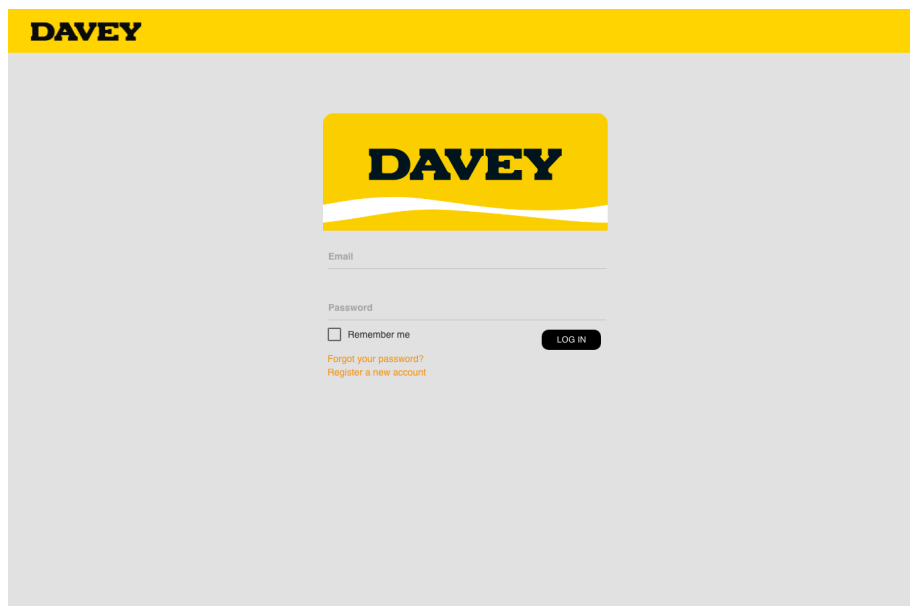 DAVEY
DAVEY
Email
Password
Remember me
LOG IN
Forgot your password?
Register a new account